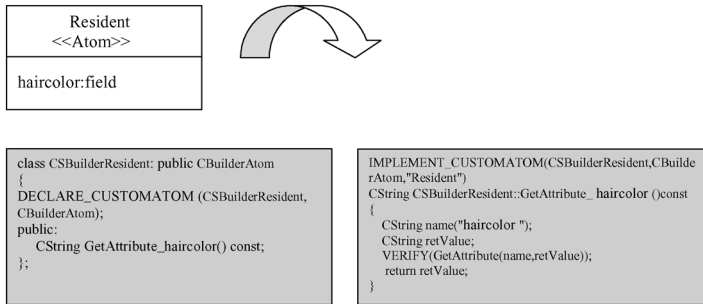 Resident
<<Atom>>
haircolor:field
class CSBuilderResident: public CBuilderAtom
{
DECLARE_CUSTOMATOM (CSBuilderResident,
CBuilderAtom);
public:
CString GetAttribute_haircolor() const;
};
IMPLEMENT_CUSTOMATOM(CSBuilderResident,CBuilde
rAtom,"Resident")
CString CSBuilderResident::GetAttribute_ haircolor ()const
{
CString name("haircolor ");
CString retValue;
VERIFY(GetAttribute(name,retValue));
return retValue;
}